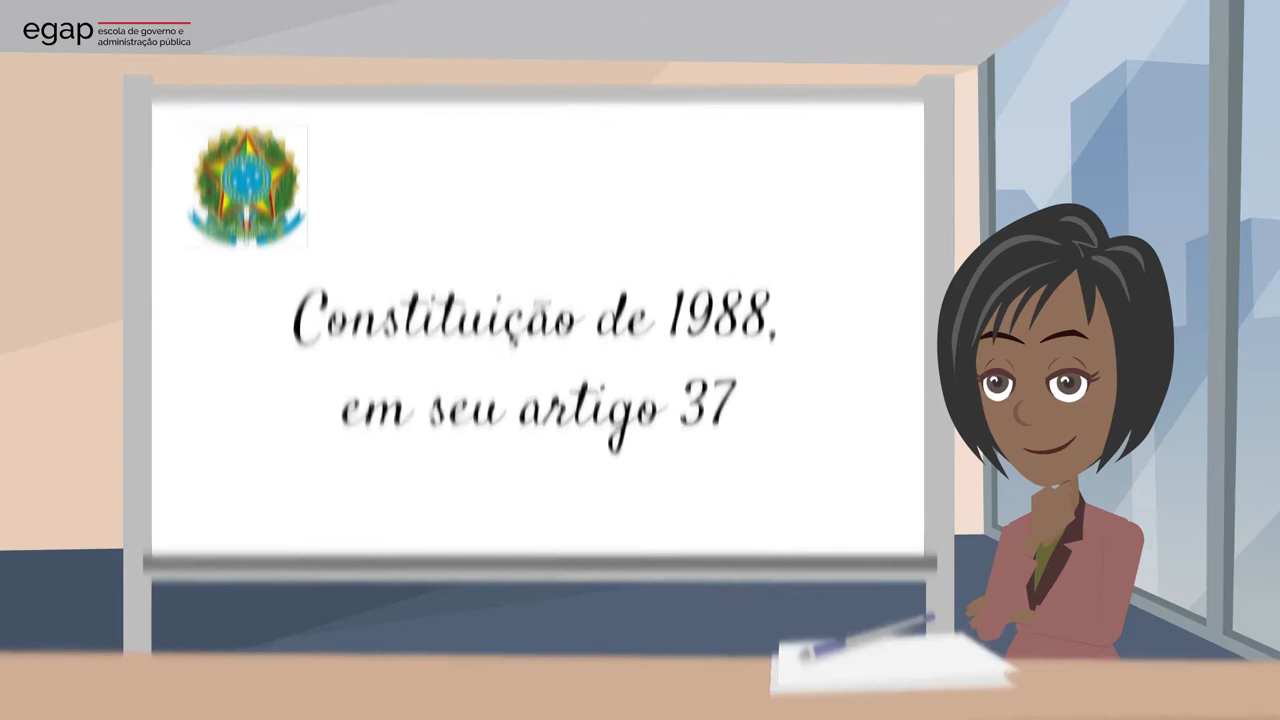 egap
escola de governo e
administração pública
Constituição de 1988,
em seu artigo 37